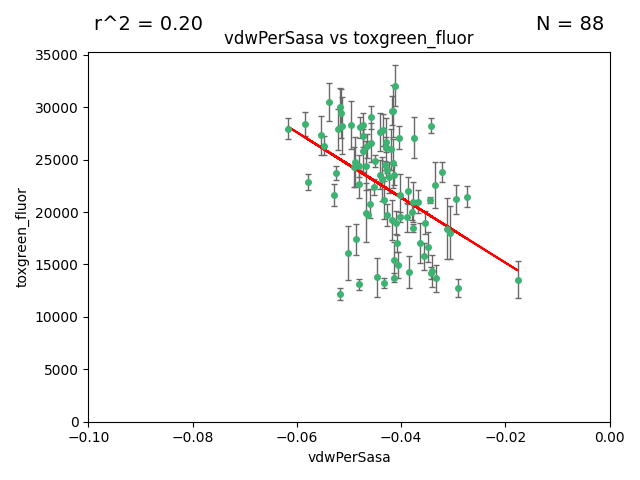 r^2 = 0.20
N = 88
vdwPerSasa vs toxgreen_fluor
35000
30000
25000
20000
15000
10000
5000
0
toxgreen_fluor
−0.10
−0.08
−0.06
−0.04
−0.02
0.00
vdwPerSasa